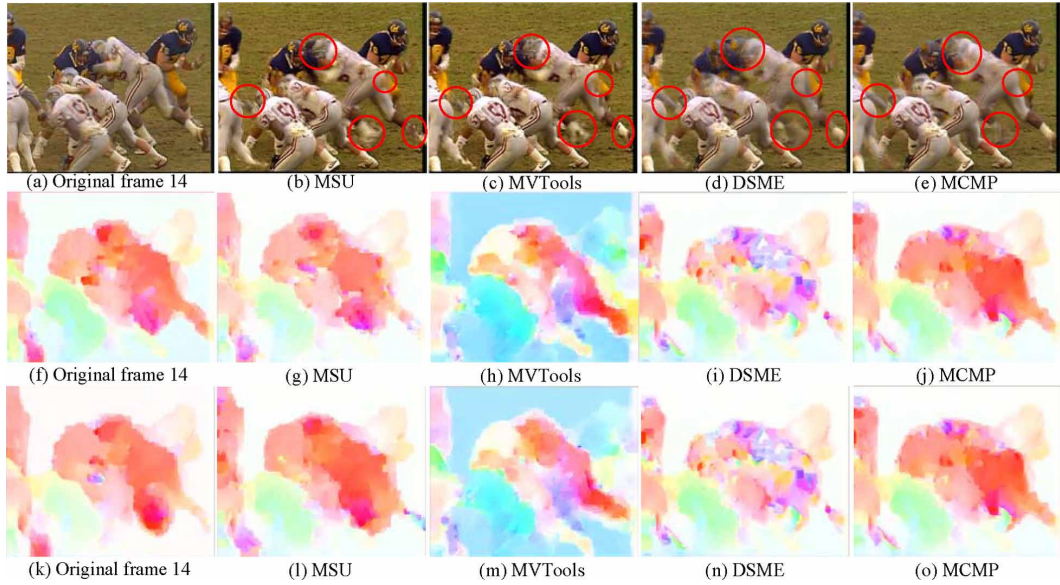 (a) Original frame 14 (b) MSU (c) MVTools (d) DSME (e) MCMP
(f) Original frame 14 (g) MSU (h) MVTools (i) DSME (j) MCMP
(k) Original frame 14 (l) MSU (m) MVTools (n) DSME (o) MCMP